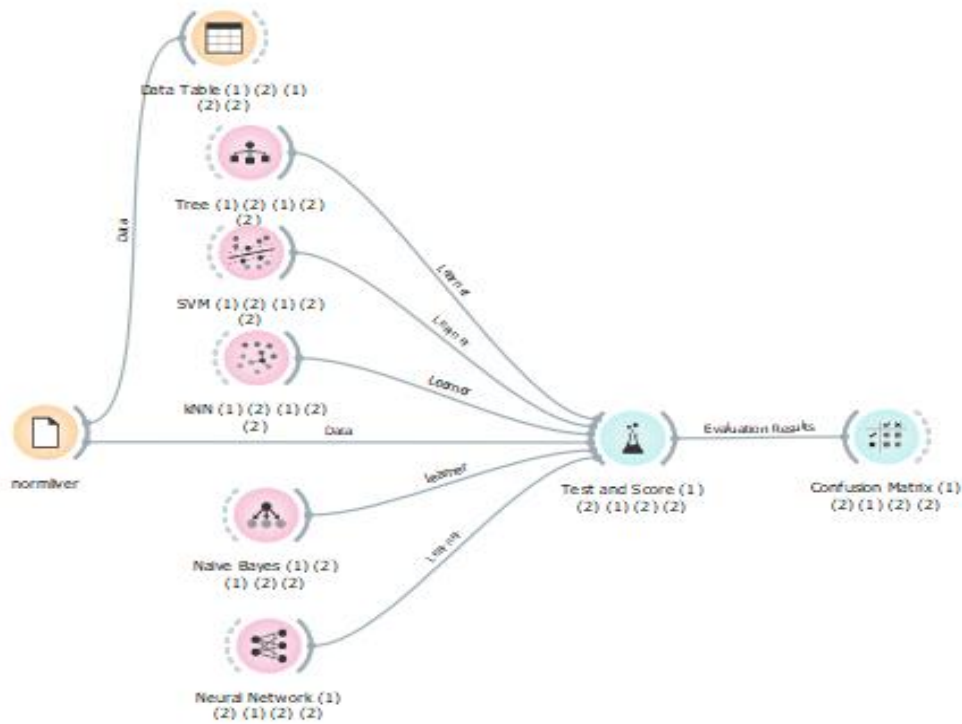 Data Table (1) (2) (1)
(2) (2)
Tree (1) (2) (1) (2)
(2)
Data
SVM (1) (2) (1) (2)
(2)
Learner
kNN (1) (2) (1) (2)
(2)
Data
normliver
learner
Evaluation Results
Test and Score (1)
(2) (1) (2) (2)
Confusion Matrix (1)
(2) (1) (2) (2)
Naive Bayes (1) (2)
(1) (2) (2)
Neural Network (1)
(2) (1) (2) (2)